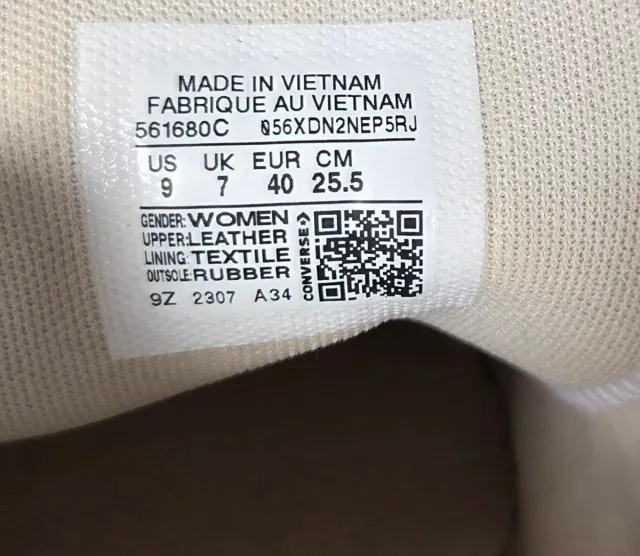 MADE IN VIETNAM
FABRIQUE AU VIETNAM
561680C 056XDN2NEP5RJ
US UK EUR CM
9 7 40 25.5
GENDER: WOMEN
UPPER: LEATHER
LINING: TEXTILE
OUTSOLE: RUBBER
9Z 2307 A34
CONVERSE